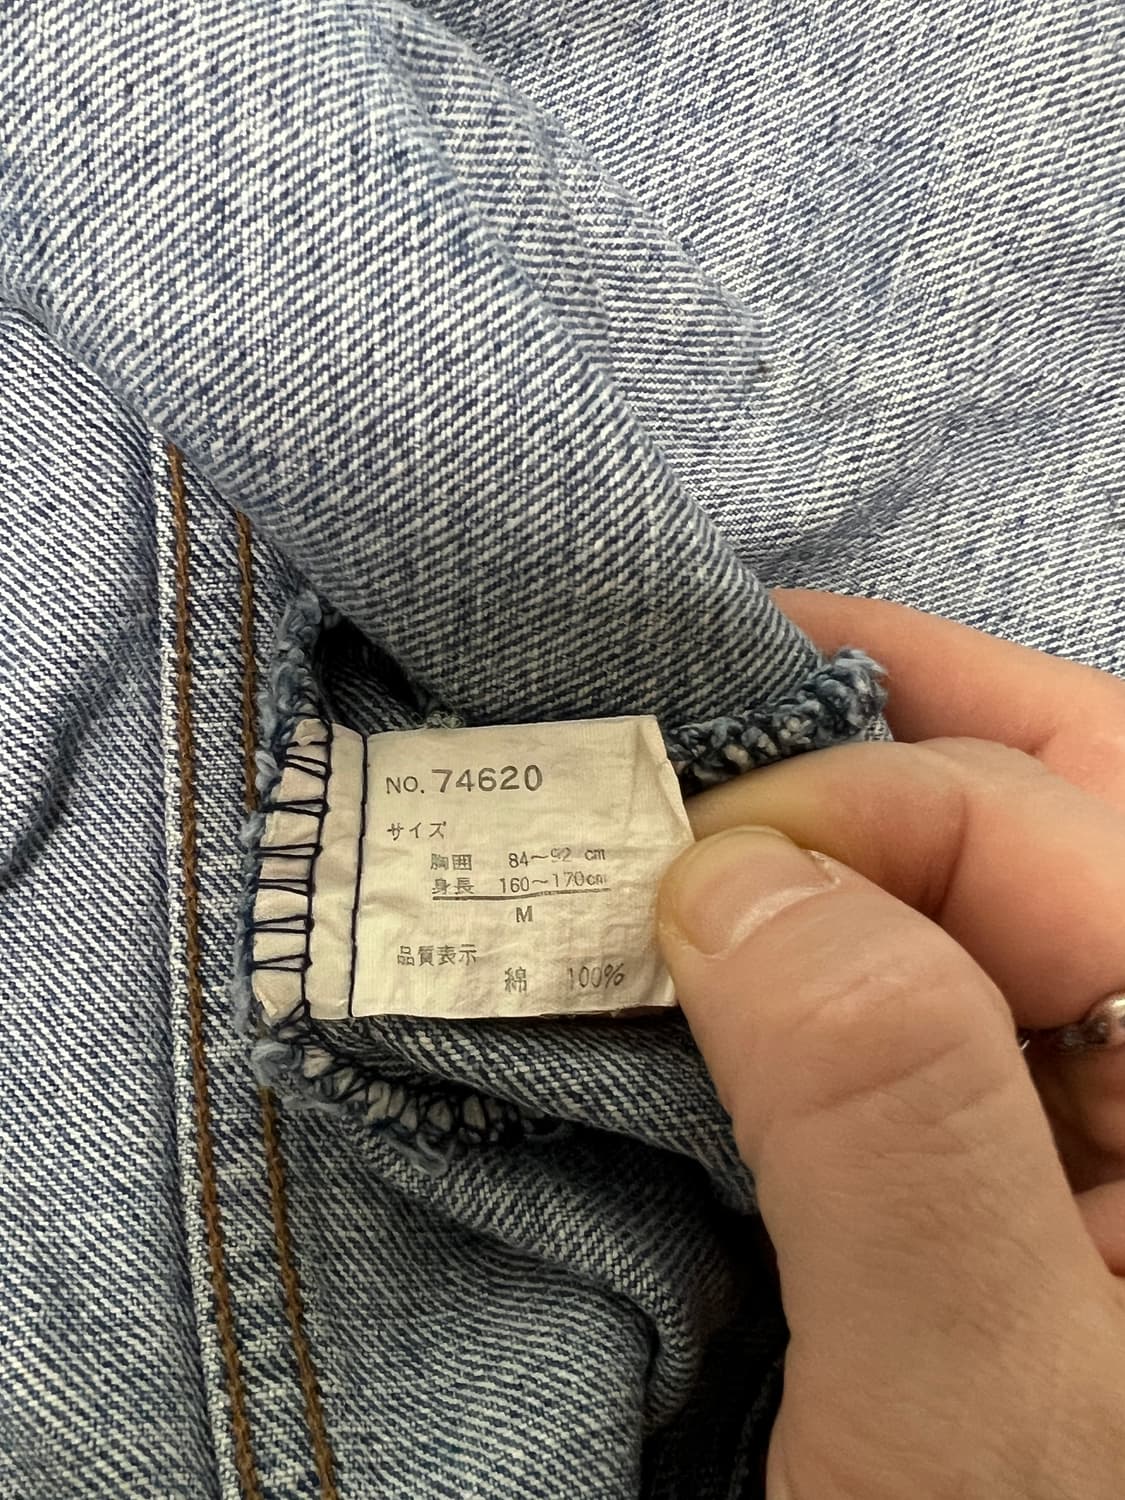 NO. 74620
サイズ
胸囲 84〜92 cm
身長 160〜170cm
M
品質表示
綿 100%